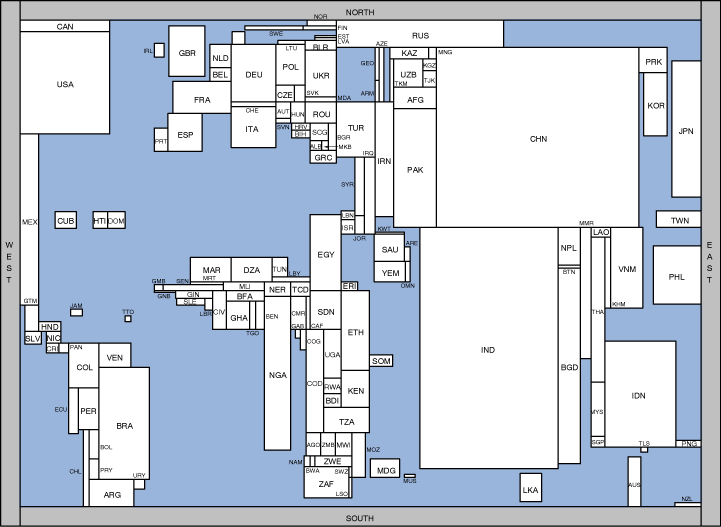 NORTH
NOR
CAN
SWE
FIN
EST
LVA
RUS
IRL
GBR
NLD
BEL
DEU
LTU
BLR
POL
UKR
AZE
GEO
ARM
KAZ
MNG
UZB
KGZ
TJK
TKM
AFG
PRK
KOR
JPN
USA
FRA
CZE
SVK
MDA
CHE
AUT
HUN
ROU
TUR
IRQ
IRN
PAK
CHN
ESP
PRT
ITA
SVN
HRV
BIH
SCG
BGR
ALB
MKB
GRC
SYR
MEX
CUB
HTI
DOM
LBN
ISR
JOR
KWT
TWN
WEST
EAST
EGY
SAU
ARE
YEM
OMN
MMR
LAO
NPL
BTN
VNM
KHM
PHL
MAR
MRT
DZA
TUN
LBY
GMB
SEN
GNB
GIN
SLE
MLI
BFA
NER
TCD
ERI
LBR
CIV
GHA
TGO
BEN
CMR
GAB
CAF
SDN
ETH
GTM
JAM
TTO
HND
SLV
NIC
CRI
PAN
VEN
COL
NGA
COG
UGA
COD
SOM
RWA
KEN
BDI
TZA
IND
BGD
THA
MYS
SGP
IDN
TLS
PNG
ECU
PER
BRA
BOL
PRY
CHL
URY
ARG
AGO
ZMB
MWI
MOZ
NAM
BWA
ZWE
SWZ
ZAF
LSO
MDG
MUS
LKA
AUS
NZL
SOUTH